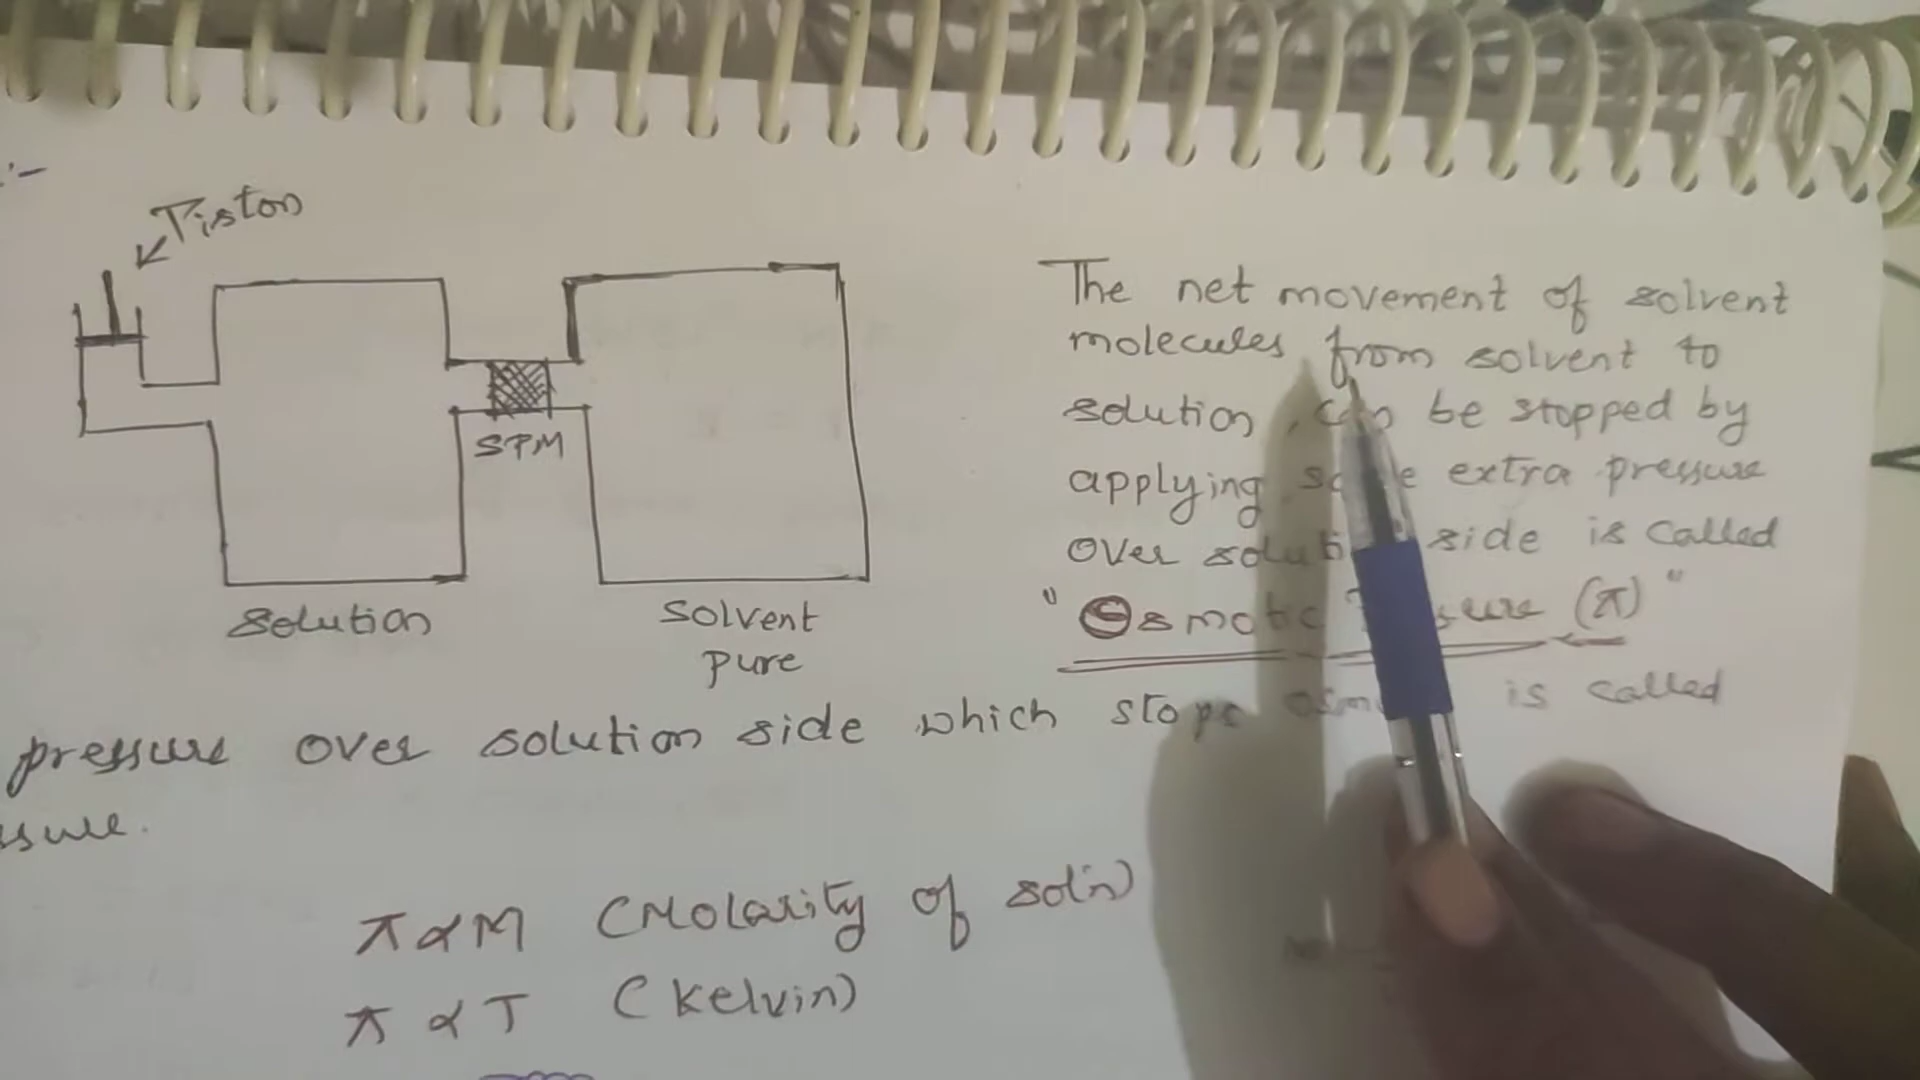 :-
Piston
SPM
Solution
Solvent
pure
The net movement of solvent
molecules from solvent to
solution, can be stopped by
applying extra pressure
over side is called
" Osmotic (π) "
pressure over solution side which stops is called
π α M (Molarity of soln)
π α T (Kelvin)